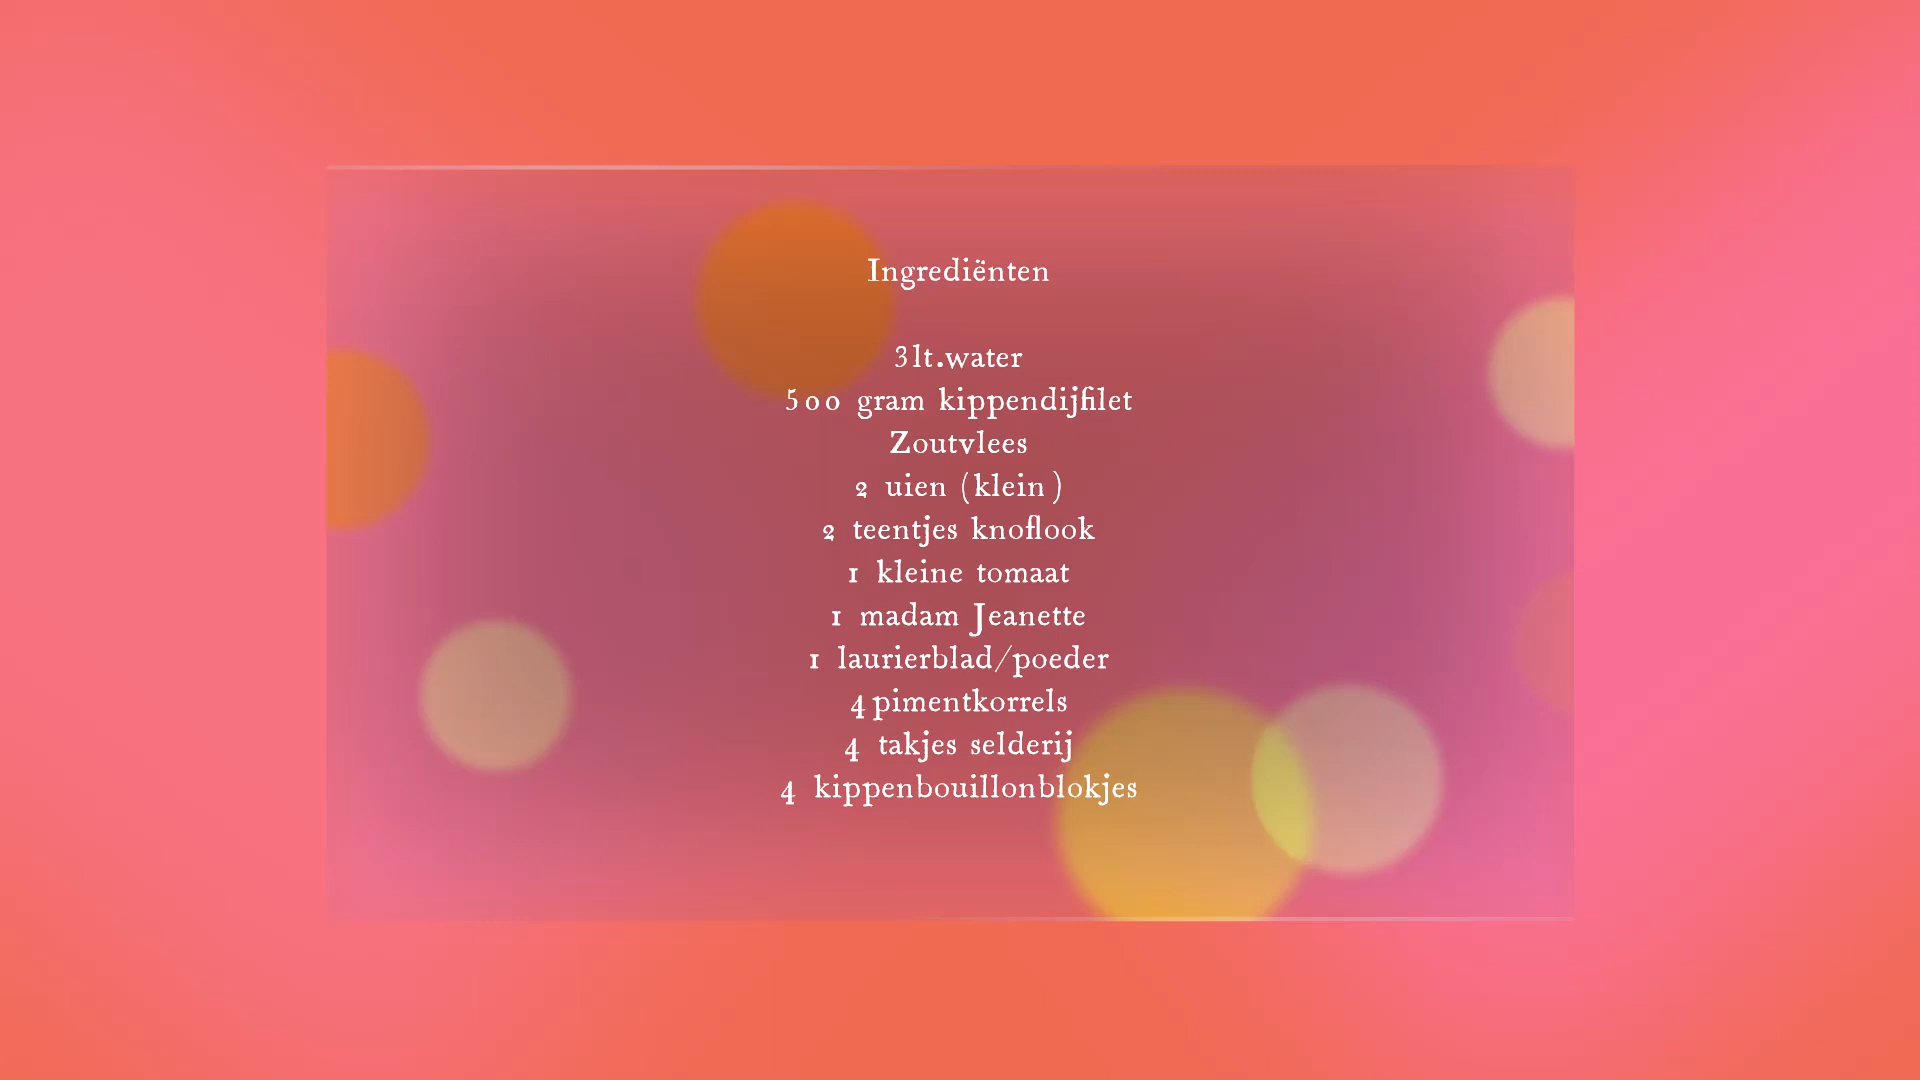 Ingrediënten
3lt.water
500 gram kippendijfilet
Zoutvlees
2 uien (klein)
2 teentjes knoflook
1 kleine tomaat
1 madam Jeanette
1 laurierblad/poeder
4 pimentkorrels
4 takjes selderij
4 kippenbouillonblokjes